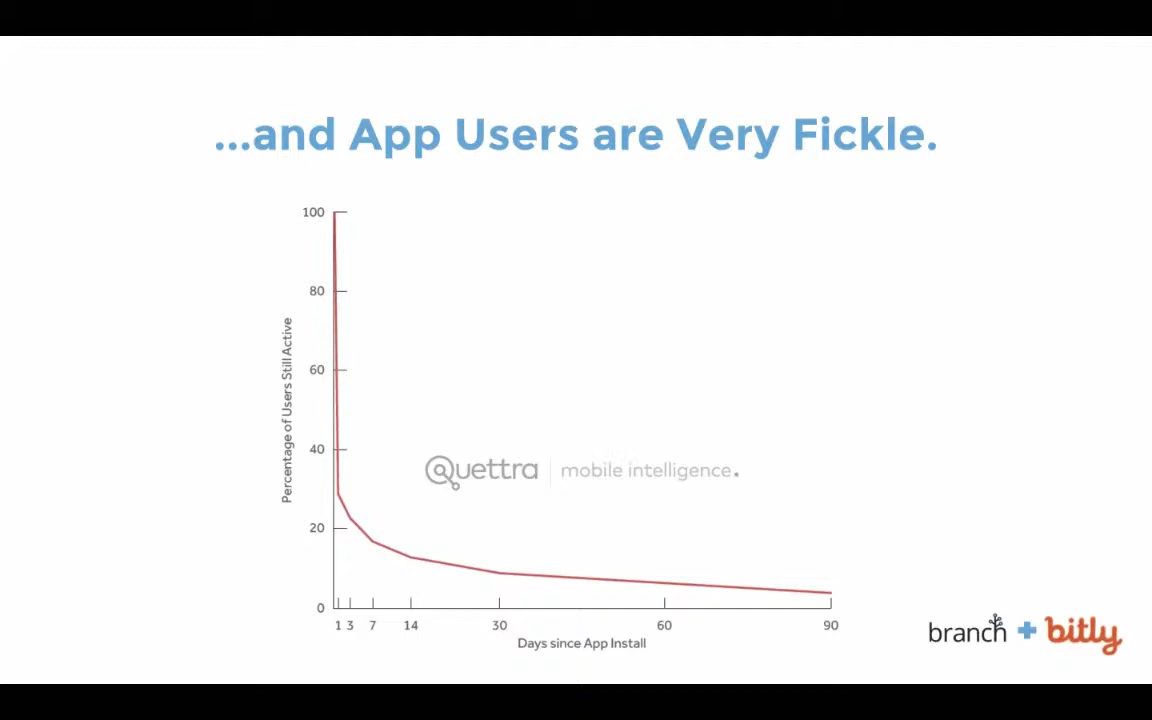 ...and App Users are Very Fickle.
100
80
60
40
20
0
Percentage of Users Still Active
Quettra | mobile intelligence.
1 3 7 14 30 60 90
Days since App Install
branch + bitly